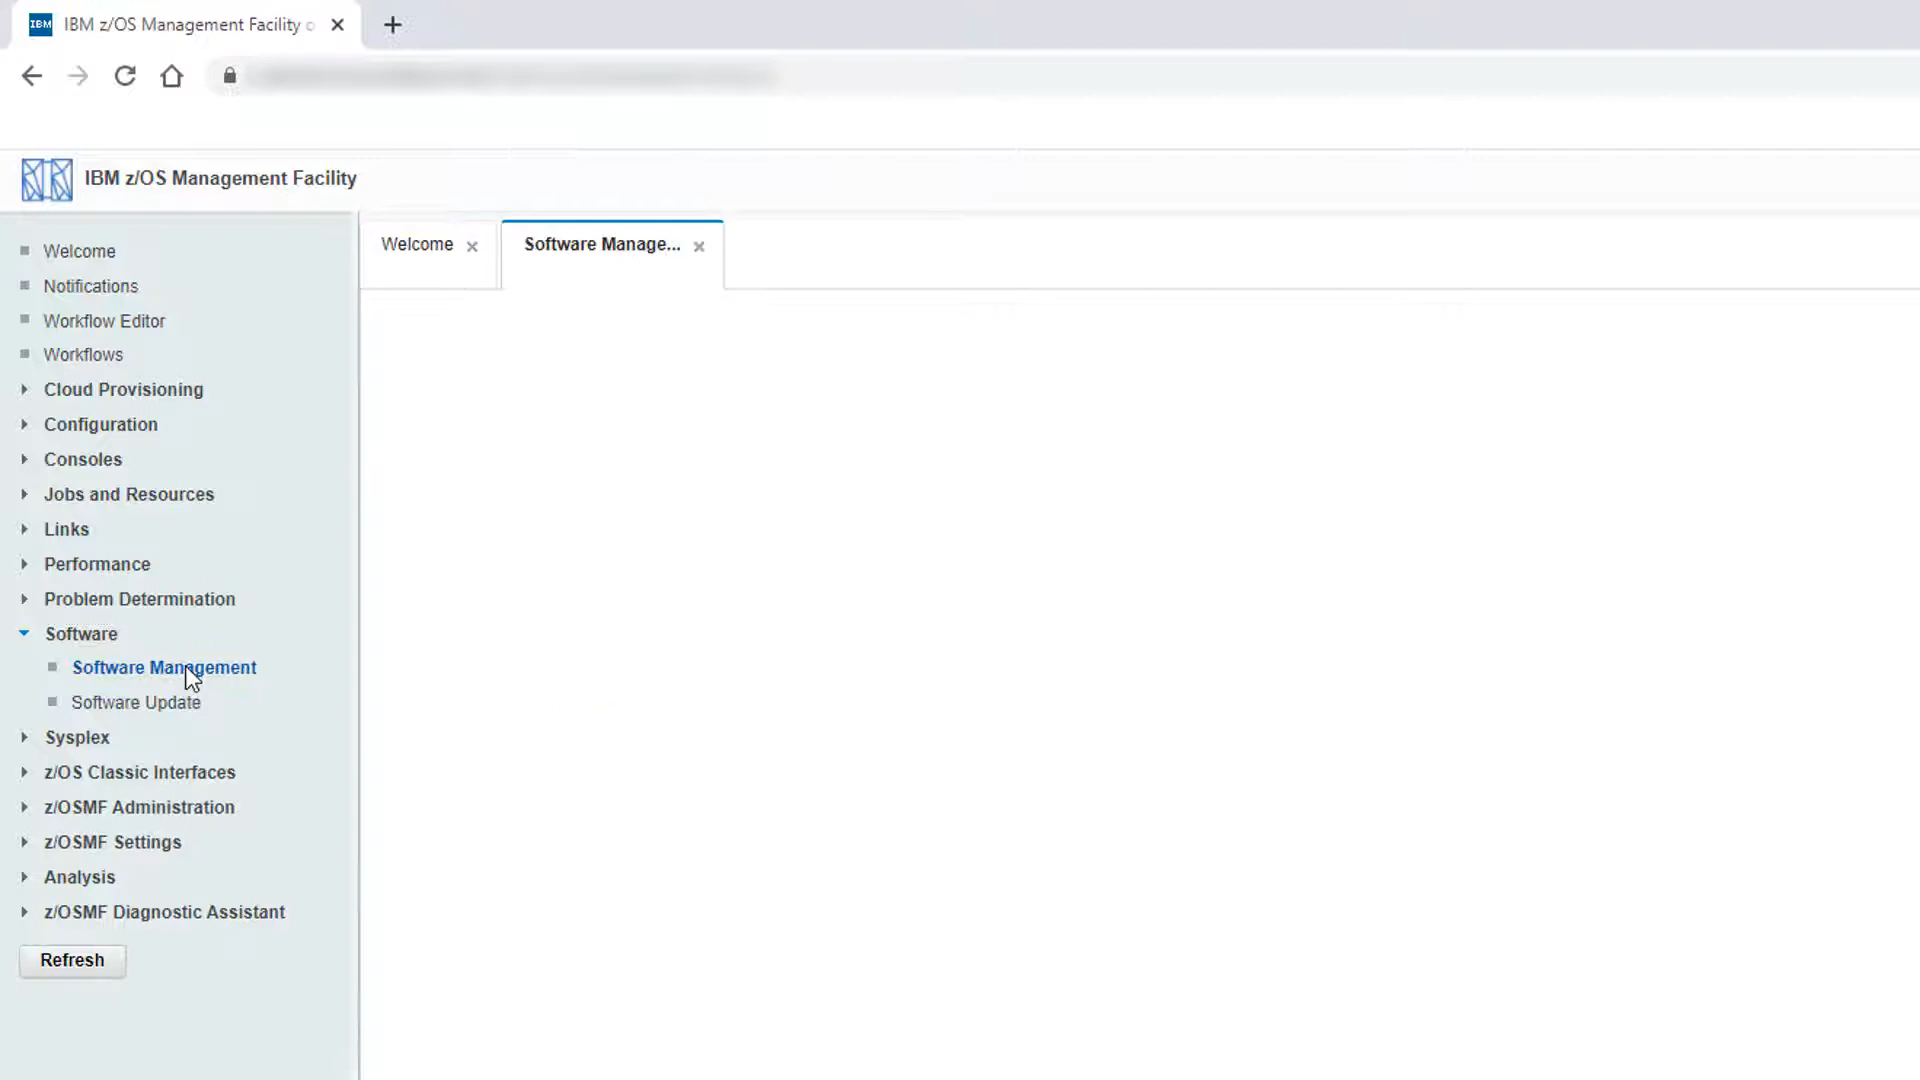 IBM
IBM z/OS Management Facility
IBM z/OS Management Facility
Welcome
Software Manage...
Welcome
Notifications
Workflow Editor
Workflows
Cloud Provisioning
Configuration
Consoles
Jobs and Resources
Links
Performance
Problem Determination
Software
Software Management
Software Update
Sysplex
z/OS Classic Interfaces
z/OSMF Administration
z/OSMF Settings
Analysis
z/OSMF Diagnostic Assistant
Refresh